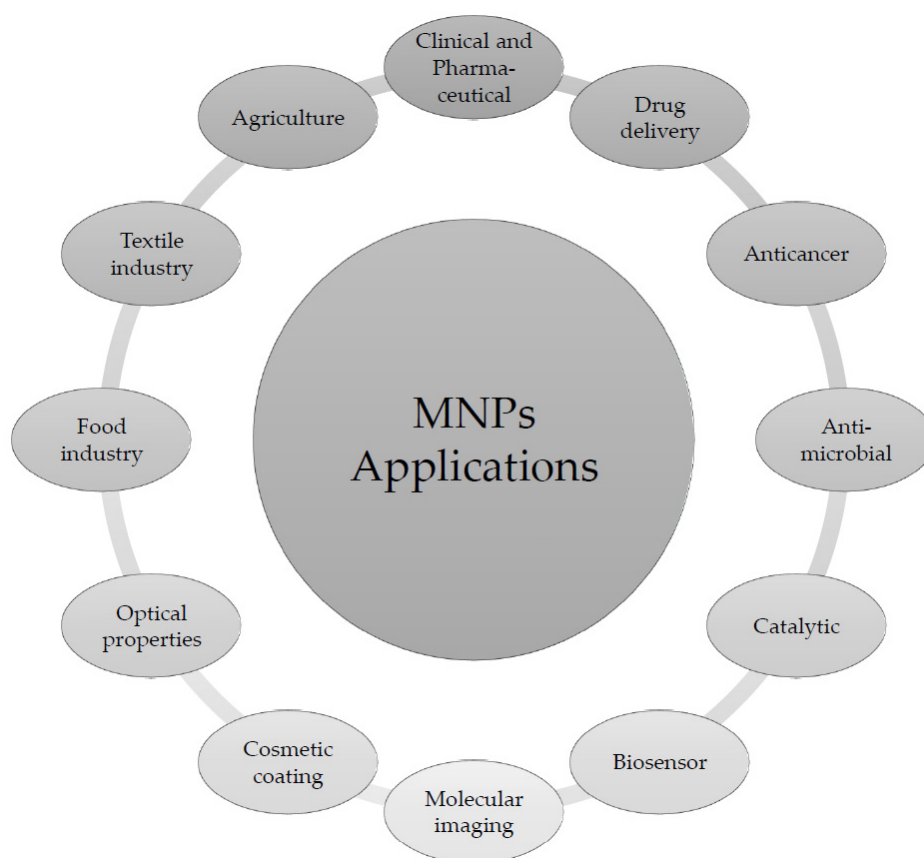 Clinical and
Pharma-
ceutical
Drug
delivery
Anticancer
Anti-
microbial
Catalytic
Biosensor
Molecular
imaging
Cosmetic
coating
Optical
properties
Food
industry
Textile
industry
Agriculture
MNPs
Applications